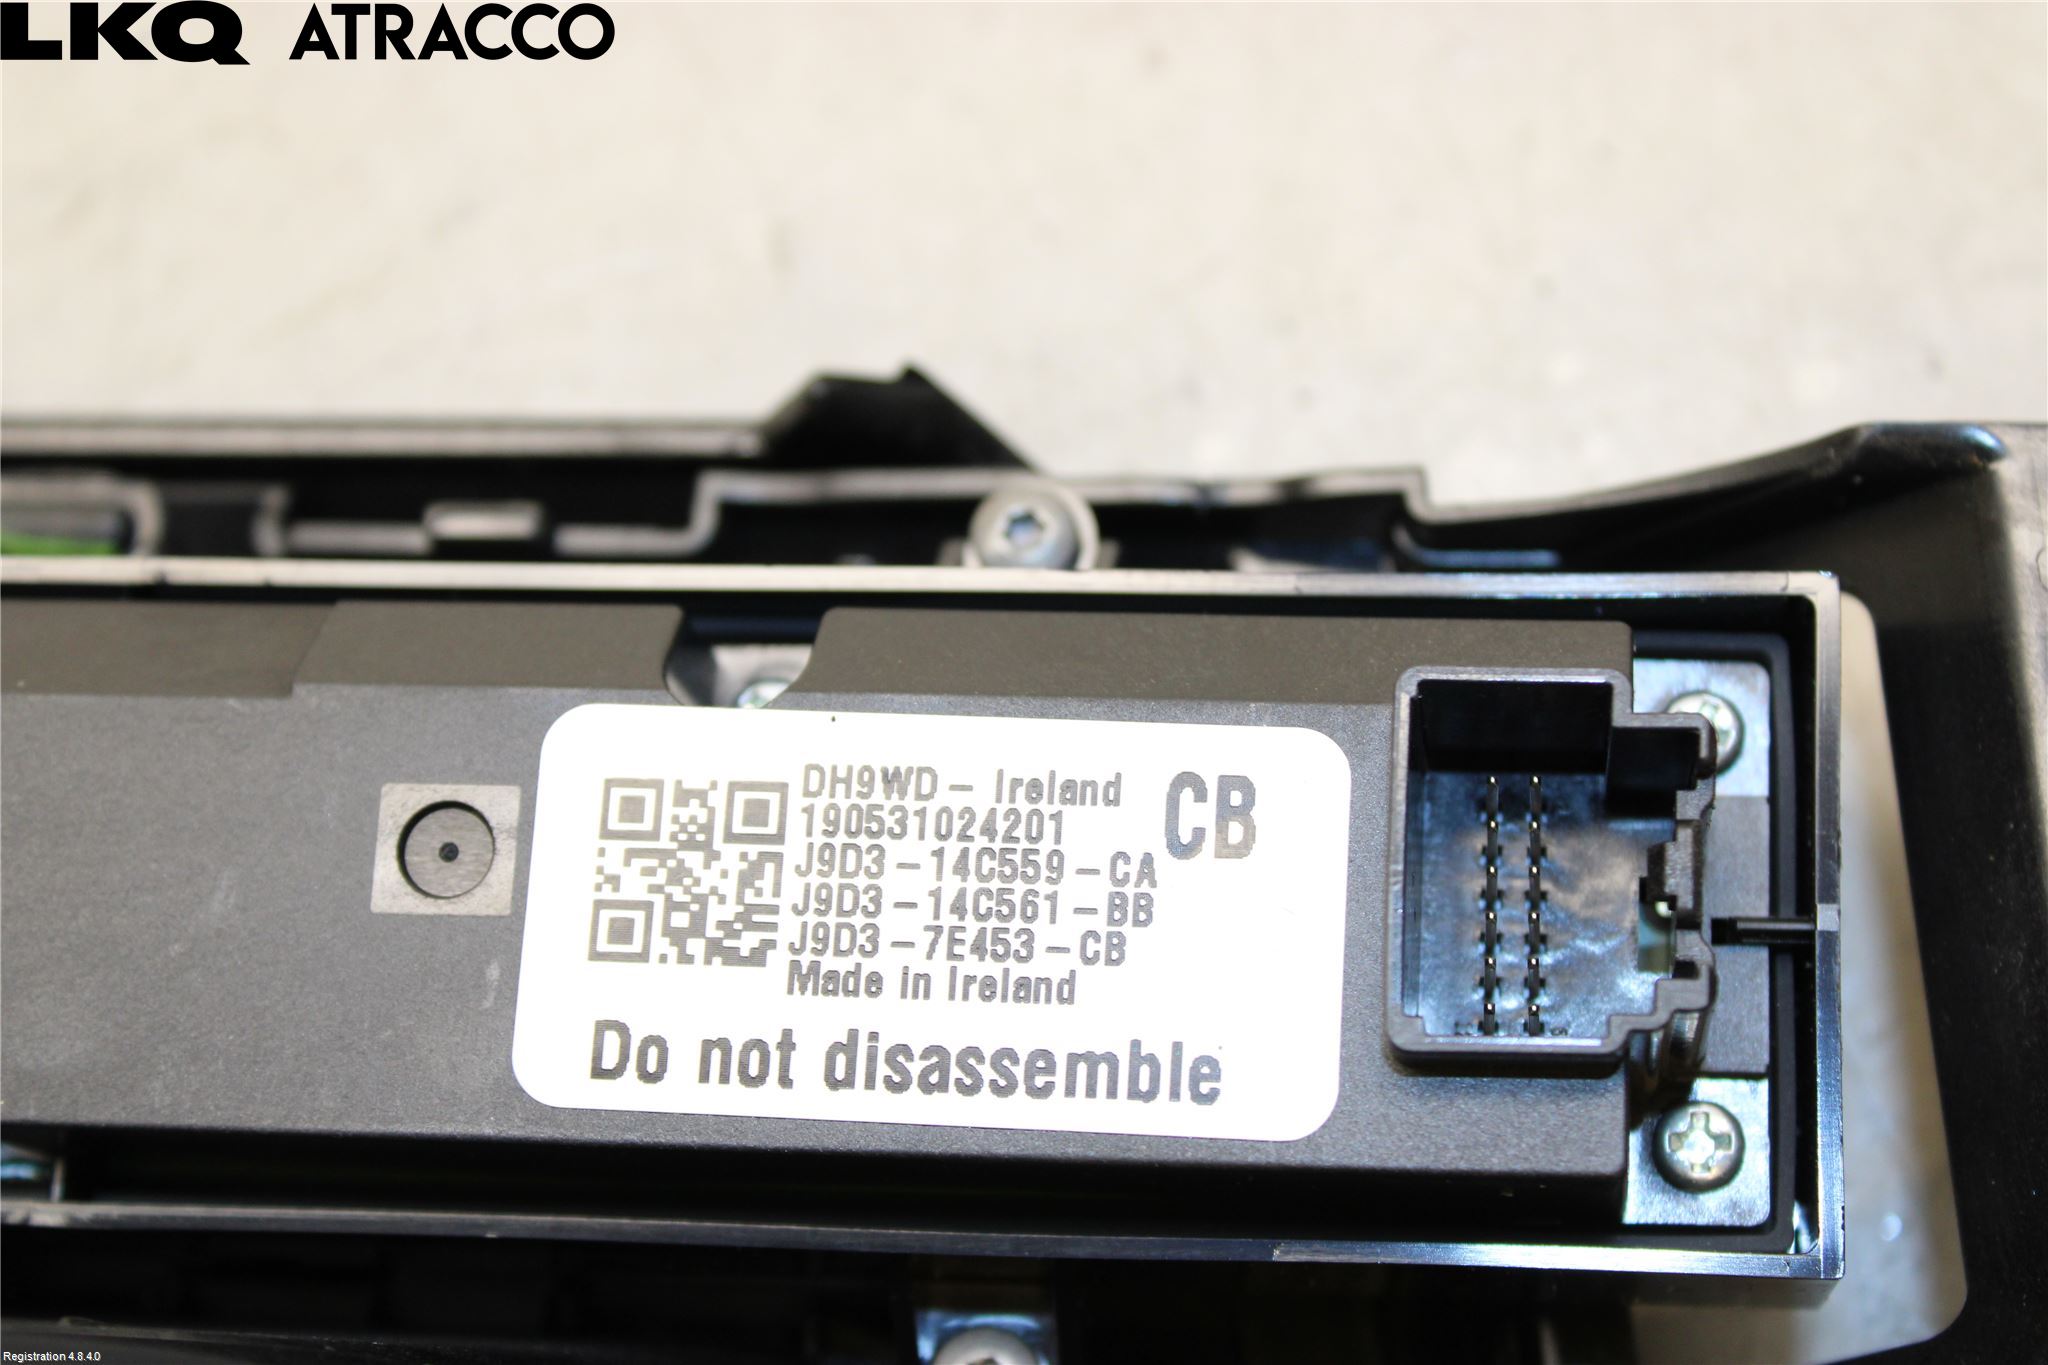 LKQ ATRACCO
DH9WD - Ireland
CB
190531024201
J9D3-14C559-CA
J9D3-14C561-BB
J9D3-7E453-CB
Made in Ireland
Do not disassemble
Registration 4.8.4.0